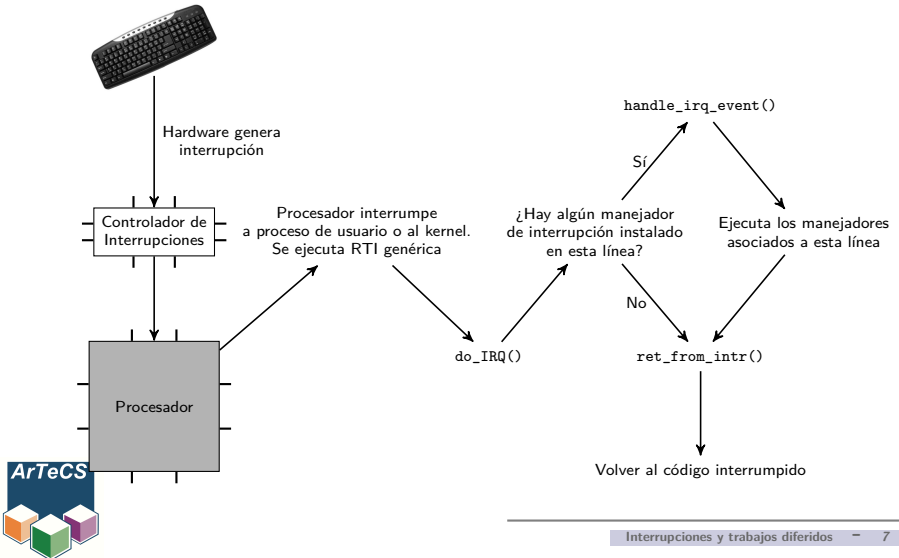 Hardware genera
interrupción
Controlador de
Interrupciones
Procesador
Procesador interrumpe
a proceso de usuario o al kernel.
Se ejecuta RTI genérica
do_IRQ()
¿Hay algún manejador
de interrupción instalado
en esta línea?
Sí
No
handle_irq_event()
Ejecuta los manejadores
asociados a esta línea
ret_from_intr()
Volver al código interrumpido
ArTeCS
Interrupciones y trabajos diferidos – 7